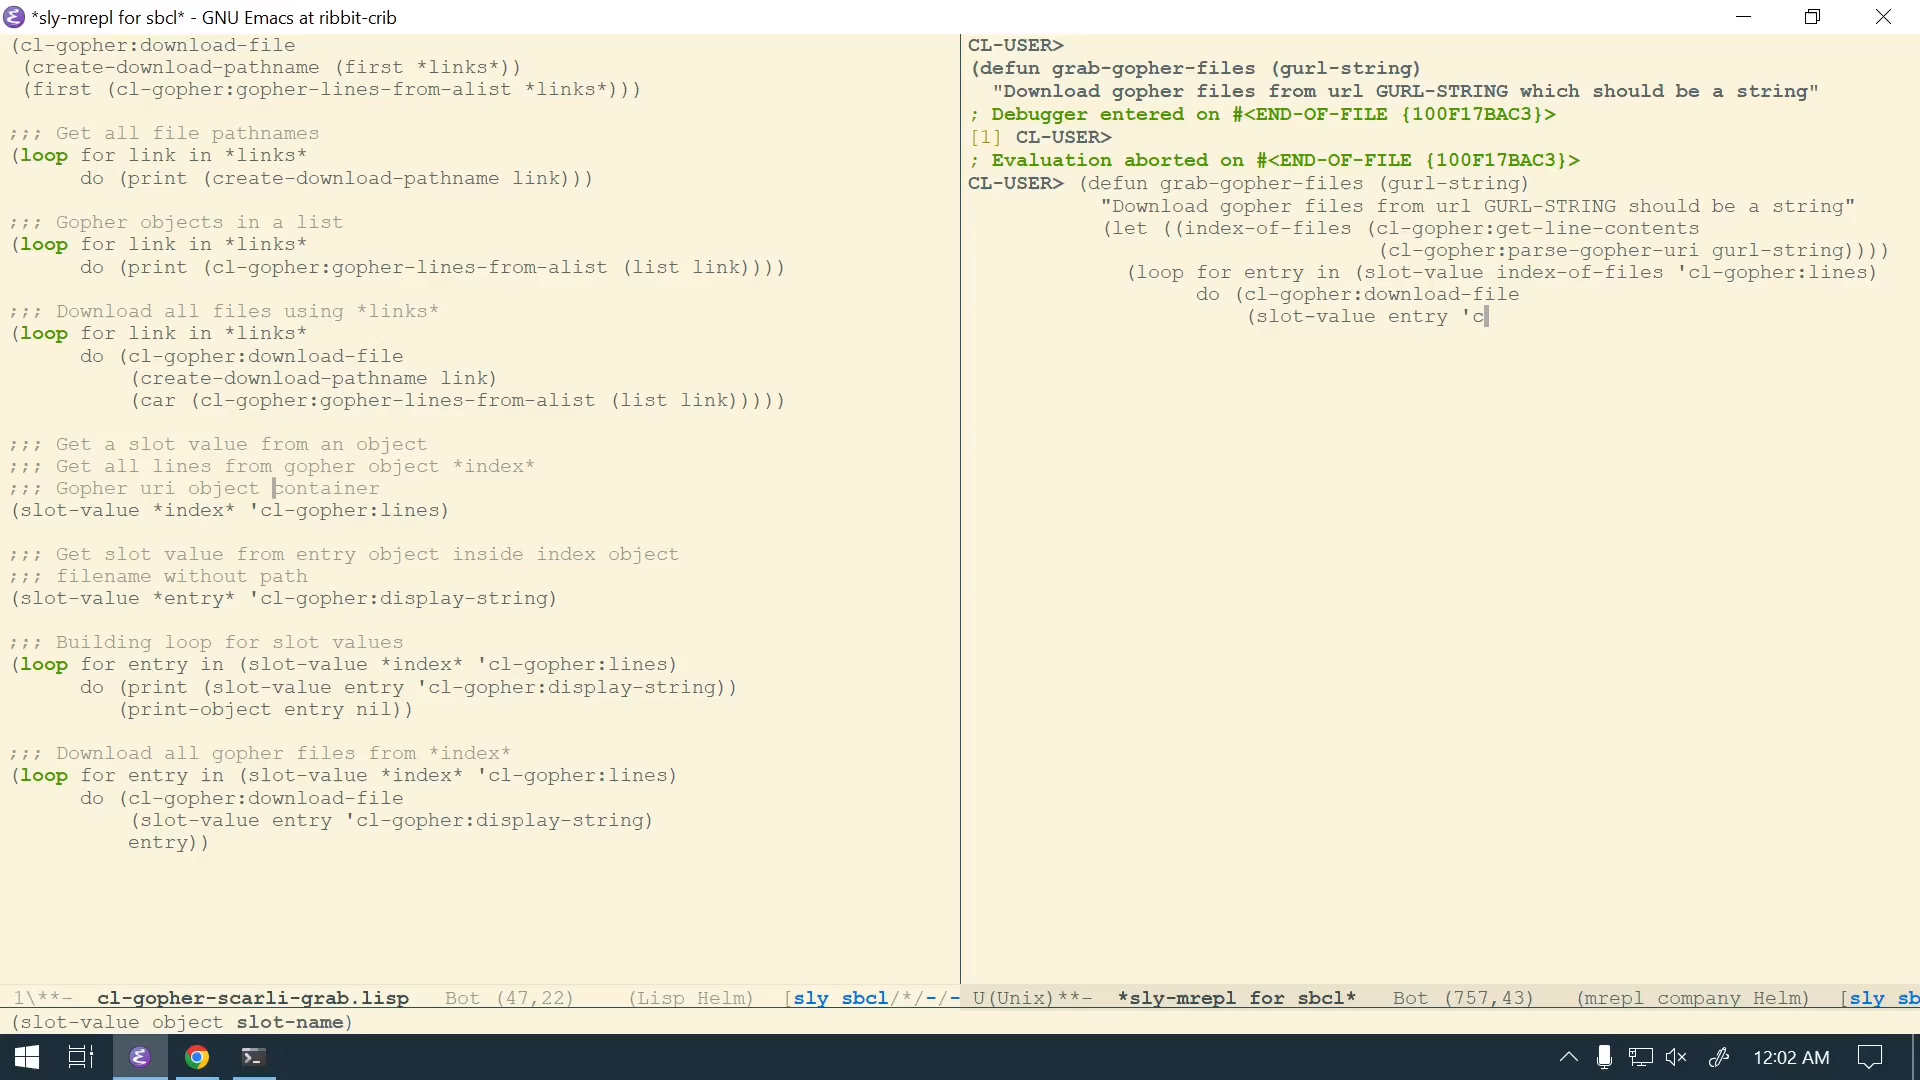 *sly-mrepl for sbcl* - GNU Emacs at ribbit-crib
(cl-gopher:download-file
(create-download-pathname (first *links*))
(first (cl-gopher:gopher-lines-from-alist *links*)))
;;; Get all file pathnames
(loop for link in *links*
do (print (create-download-pathname link)))
;;; Gopher objects in a list
(loop for link in *links*
do (print (cl-gopher:gopher-lines-from-alist (list link))))
;;; Download all files using *links*
(loop for link in *links*
do (cl-gopher:download-file
(create-download-pathname link)
(car (cl-gopher:gopher-lines-from-alist (list link)))))
;;; Get a slot value from an object
;;; Get all lines from gopher object *index*
;;; Gopher uri object container
(slot-value *index* 'cl-gopher:lines)
;;; Get slot value from entry object inside index object
;;; filename without path
(slot-value *entry* 'cl-gopher:display-string)
;;; Building loop for slot values
(loop for entry in (slot-value *index* 'cl-gopher:lines)
do (print (slot-value entry 'cl-gopher:display-string))
(print-object entry nil))
;;; Download all gopher files from *index*
(loop for entry in (slot-value *index* 'cl-gopher:lines)
do (cl-gopher:download-file
(slot-value entry 'cl-gopher:display-string)
entry))
1\**- cl-gopher-scarli-grab.lisp Bot (47,22) (Lisp Helm) [sly sbcl/*/-/-
CL-USER>
(defun grab-gopher-files (gurl-string)
"Download gopher files from url GURL-STRING which should be a string"
; Debugger entered on #<END-OF-FILE {100F17BAC3}>
[1] CL-USER>
; Evaluation aborted on #<END-OF-FILE {100F17BAC3}>
CL-USER> (defun grab-gopher-files (gurl-string)
"Download gopher files from url GURL-STRING should be a string"
(let ((index-of-files (cl-gopher:get-line-contents
(cl-gopher:parse-gopher-uri gurl-string))))
(loop for entry in (slot-value index-of-files 'cl-gopher:lines)
do (cl-gopher:download-file
(slot-value entry 'c
U(Unix)**- *sly-mrepl for sbcl* Bot (757,43) (mrepl company Helm) [sly sb
(slot-value object slot-name)
12:02 AM